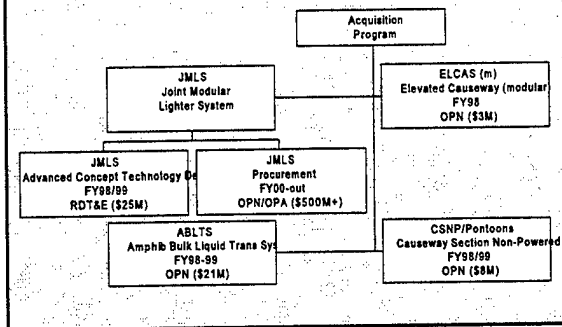 Acquisition
Program
JMLS
Joint Modular
Lighter System
ELCAS (m)
Elevated Causeway (modular
FY98
OPN ($3M)
JMLS
Advanced Concept Technology De
FY98/99
RDT&E ($25M)
JMLS
Procurement
FY00-out
OPN/OPA ($500M+)
ABLTS
Amphib Bulk Liquid Trans Sys
FY98-99
OPN ($21M)
CSNP/Pontoons
Causeway Section Non-Powered
FY98/99
OPN ($8M)